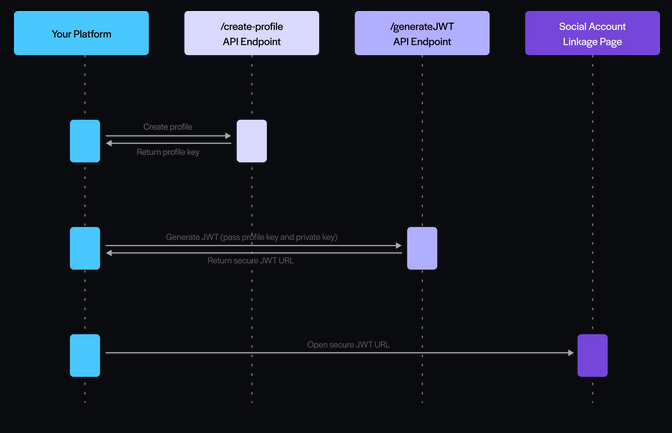 Your Platform
/create-profile
API Endpoint
/generateJWT
API Endpoint
Social Account
Linkage Page
Create profile
Return profile key
Generate JWT (pass profile key and private key)
Return secure JWT URL
Open secure JWT URL